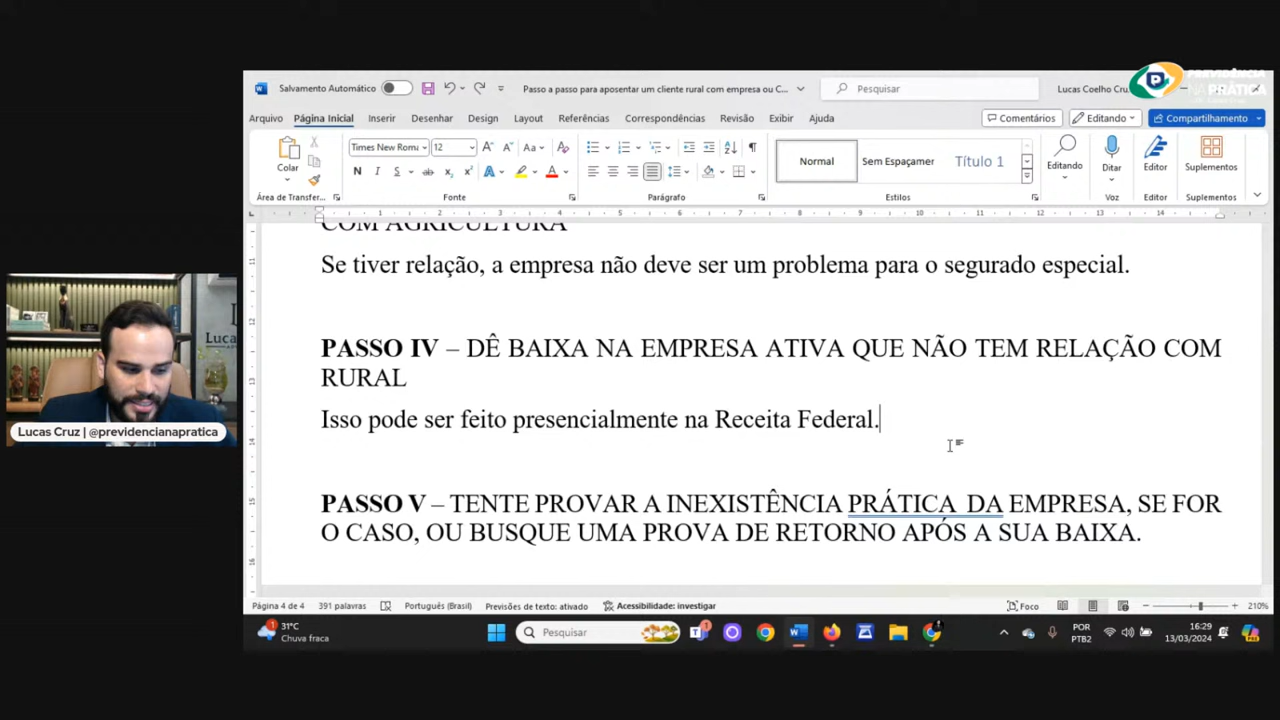 PREVIDÊNCIA
NA PRÁTICA
Salvamento Automático
Passo a passo para aposentar um cliente rural com empresa ou C...
Pesquisar
Lucas Coelho Cru
Arquivo Página Inicial Inserir Desenhar Design Layout Referências Correspondências Revisão Exibir Ajuda
Comentários Editando Compartilhamento
Colar
Times New Roma 12
Normal Sem Espaçamer Título 1
Editando Ditar Editor Suplementos
Área de Transfer... Fonte Parágrafo Estilos Voz Editor Suplementos
COM AGRICULTURA
Se tiver relação, a empresa não deve ser um problema para o segurado especial.
PASSO IV – DÊ BAIXA NA EMPRESA ATIVA QUE NÃO TEM RELAÇÃO COM
RURAL
Isso pode ser feito presencialmente na Receita Federal.
PASSO V – TENTE PROVAR A INEXISTÊNCIA PRÁTICA DA EMPRESA, SE FOR
O CASO, OU BUSQUE UMA PROVA DE RETORNO APÓS A SUA BAIXA.
Lucas Cruz | @previdencianapratica
Página 4 de 4 391 palavras Português (Brasil) Previsões de texto: ativado Acessibilidade: investigar Foco 210%
31°C
Chuva fraca
Pesquisar
POR
PTB2
16:29
13/03/2024